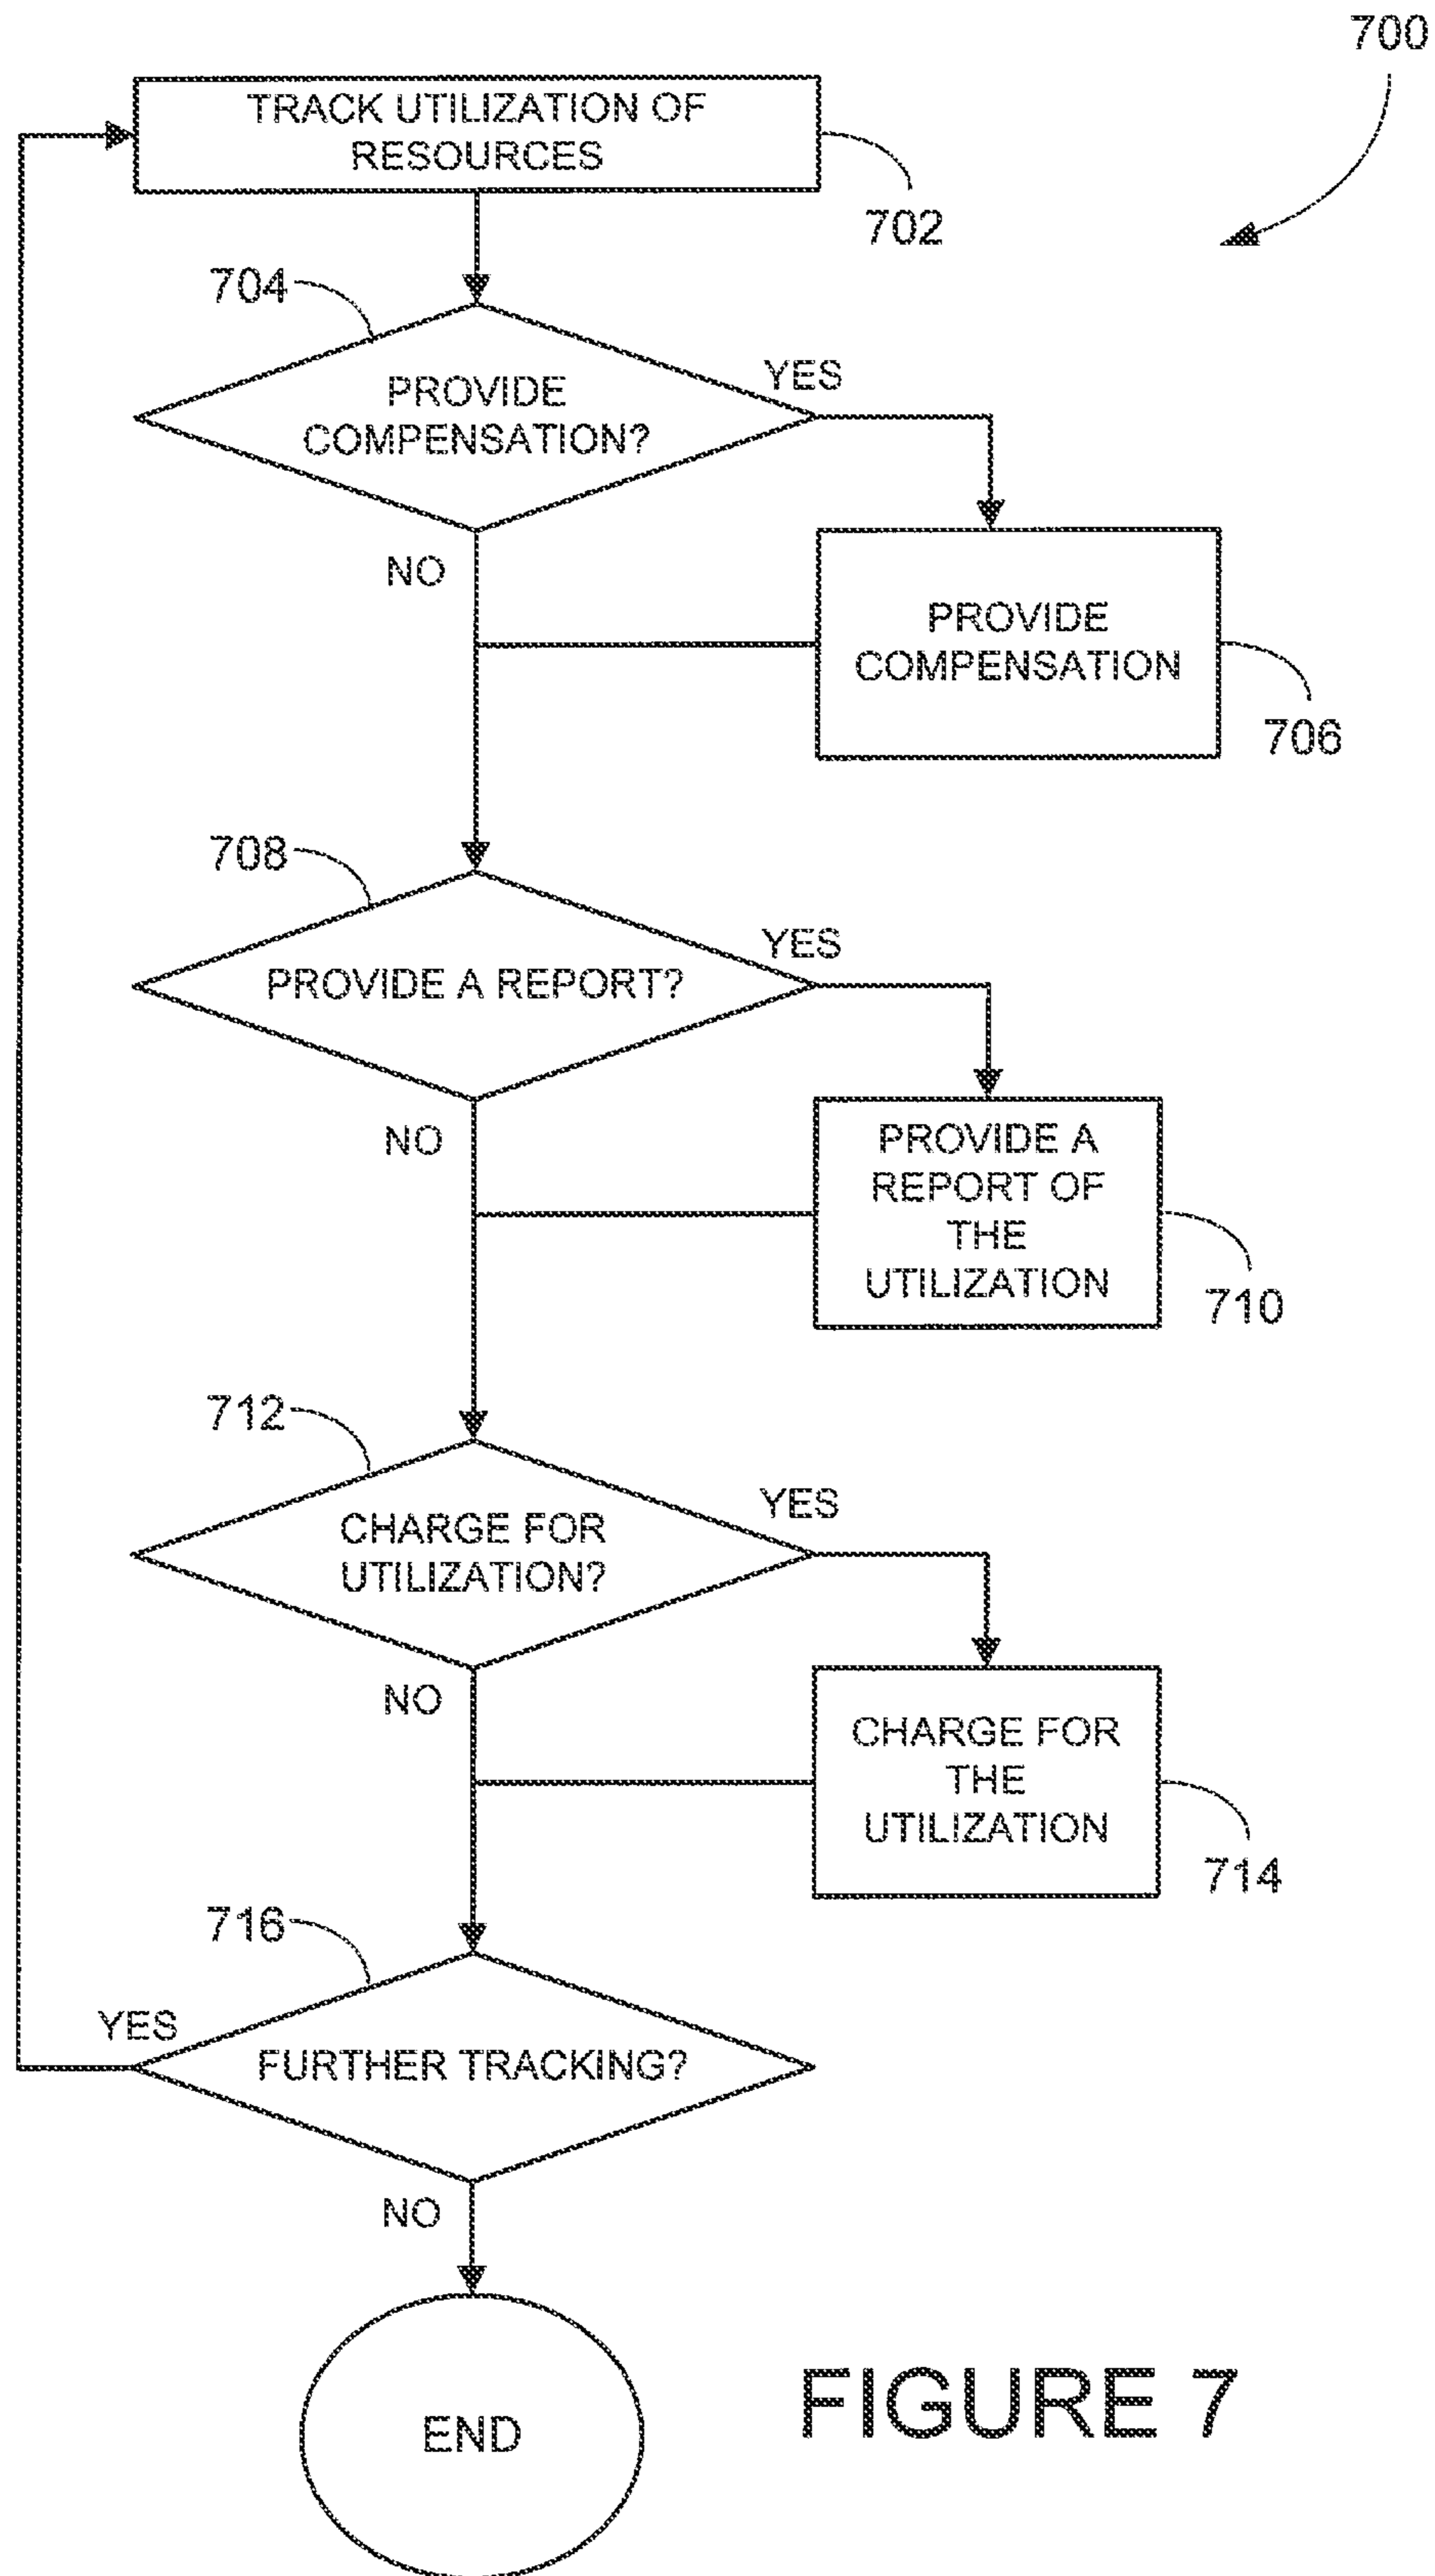 700
TRACK UTILIZATION OF
RESOURCES
702
704
PROVIDE
COMPENSATION?
YES
NO
PROVIDE
COMPENSATION
706
708
PROVIDE A REPORT?
YES
NO
PROVIDE A
REPORT OF
THE
UTILIZATION
710
712
CHARGE FOR
UTILIZATION?
YES
NO
CHARGE FOR
THE
UTILIZATION
714
716
YES
FURTHER TRACKING?
NO
END
FIGURE 7